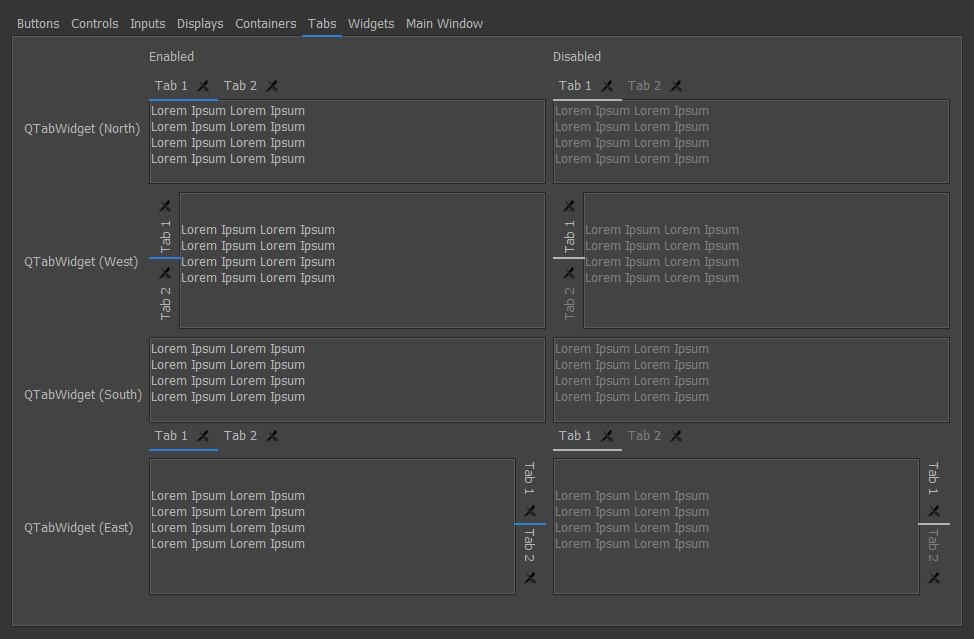 Buttons Controls Inputs Displays Containers Tabs Widgets Main Window
Enabled Disabled
Tab 1 Tab 2 Tab 1 Tab 2
QTabWidget (North)
Lorem Ipsum Lorem Ipsum
Lorem Ipsum Lorem Ipsum
Lorem Ipsum Lorem Ipsum
Lorem Ipsum Lorem Ipsum
Lorem Ipsum Lorem Ipsum
Lorem Ipsum Lorem Ipsum
Lorem Ipsum Lorem Ipsum
Lorem Ipsum Lorem Ipsum
QTabWidget (West)
Tab 1
Tab 2
Lorem Ipsum Lorem Ipsum
Lorem Ipsum Lorem Ipsum
Lorem Ipsum Lorem Ipsum
Lorem Ipsum Lorem Ipsum
Tab 1
Tab 2
Lorem Ipsum Lorem Ipsum
Lorem Ipsum Lorem Ipsum
Lorem Ipsum Lorem Ipsum
Lorem Ipsum Lorem Ipsum
QTabWidget (South)
Lorem Ipsum Lorem Ipsum
Lorem Ipsum Lorem Ipsum
Lorem Ipsum Lorem Ipsum
Lorem Ipsum Lorem Ipsum
Lorem Ipsum Lorem Ipsum
Lorem Ipsum Lorem Ipsum
Lorem Ipsum Lorem Ipsum
Lorem Ipsum Lorem Ipsum
Tab 1 Tab 2 Tab 1 Tab 2
QTabWidget (East)
Lorem Ipsum Lorem Ipsum
Lorem Ipsum Lorem Ipsum
Lorem Ipsum Lorem Ipsum
Lorem Ipsum Lorem Ipsum
Tab 1
Tab 2
Lorem Ipsum Lorem Ipsum
Lorem Ipsum Lorem Ipsum
Lorem Ipsum Lorem Ipsum
Lorem Ipsum Lorem Ipsum
Tab 1
Tab 2